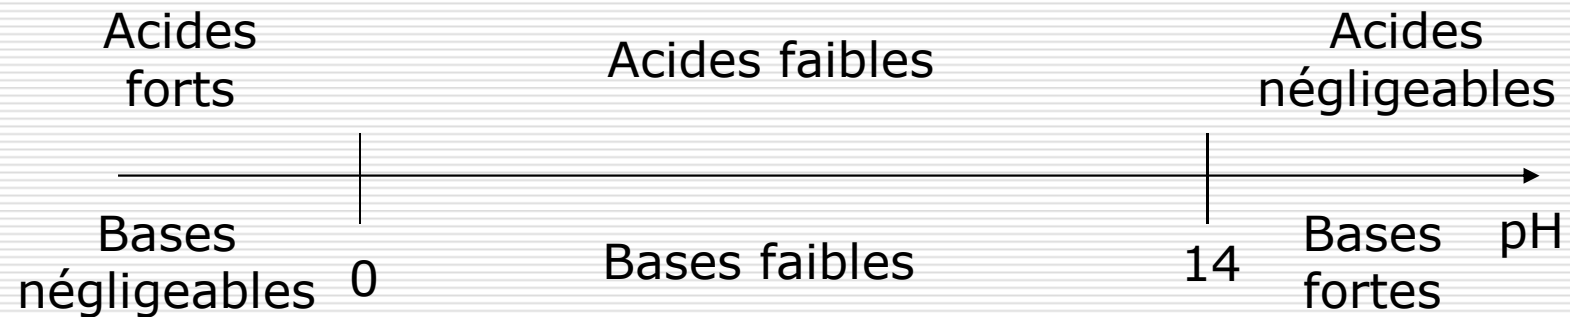 Acides
forts
Acides faibles
Acides
négligeables
Bases
négligeables
0
Bases faibles
14
Bases
fortes
pH